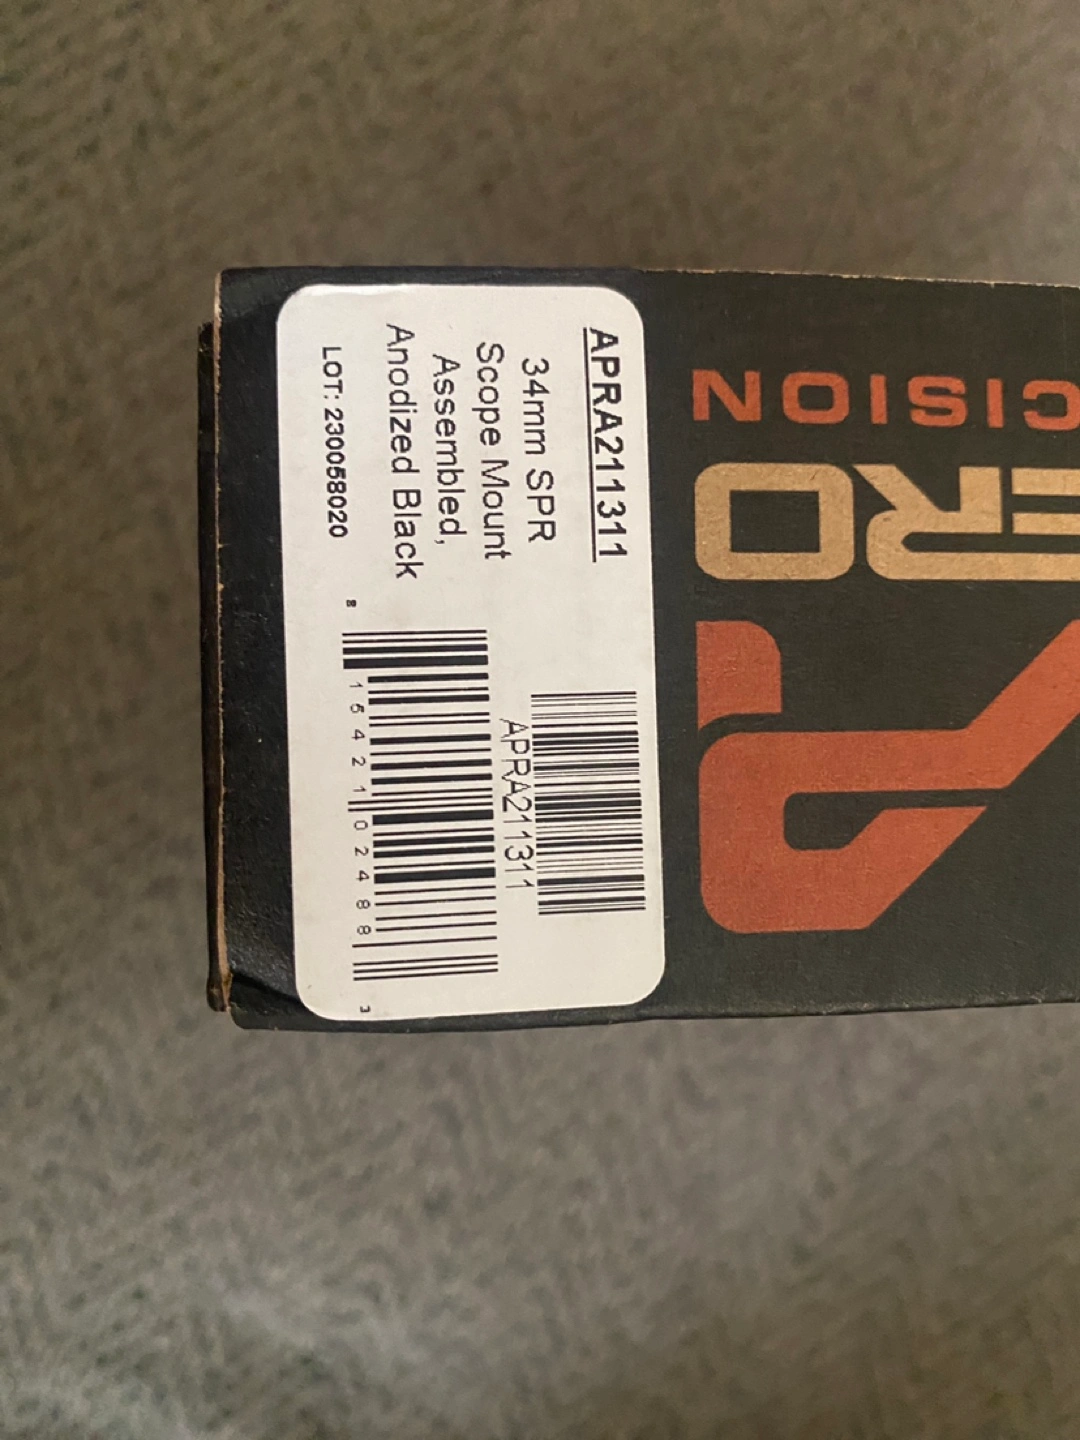 APRA211311
34mm SPR
Scope Mount
Assembled,
Anodized Black
LOT: 230058020
APRA211311
8 15421 02488 3
ERO
CISION